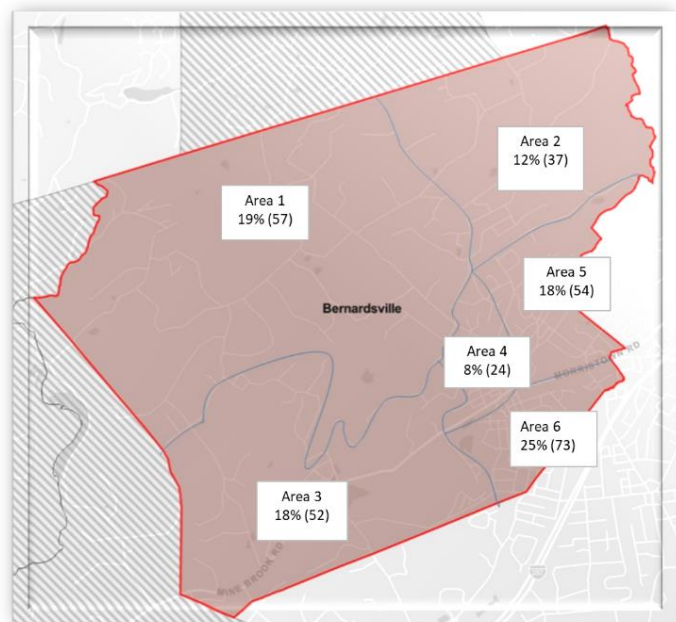 Area 2
12% (37)
Area 1
19% (57)
Area 5
18% (54)
Bernardsville
Area 4
8% (24)
MORRISTOWN RD
Area 6
25% (73)
Area 3
18% (52)
MINE BROOK RD